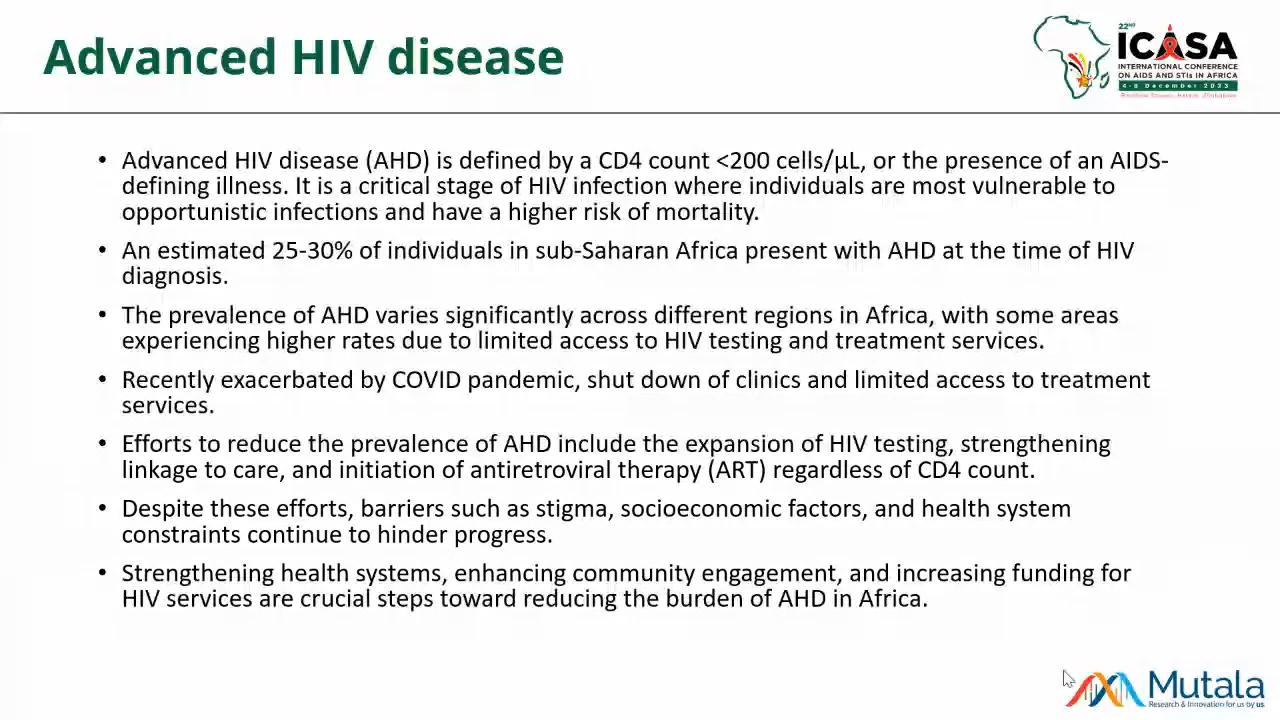 Advanced HIV disease
22ND
ICASA
INTERNATIONAL CONFERENCE
ON AIDS AND STIs IN AFRICA
4-9 December 2023
• Advanced HIV disease (AHD) is defined by a CD4 count <200 cells/μL, or the presence of an AIDS-
defining illness. It is a critical stage of HIV infection where individuals are most vulnerable to
opportunistic infections and have a higher risk of mortality.
• An estimated 25-30% of individuals in sub-Saharan Africa present with AHD at the time of HIV
diagnosis.
• The prevalence of AHD varies significantly across different regions in Africa, with some areas
experiencing higher rates due to limited access to HIV testing and treatment services.
• Recently exacerbated by COVID pandemic, shut down of clinics and limited access to treatment
services.
• Efforts to reduce the prevalence of AHD include the expansion of HIV testing, strengthening
linkage to care, and initiation of antiretroviral therapy (ART) regardless of CD4 count.
• Despite these efforts, barriers such as stigma, socioeconomic factors, and health system
constraints continue to hinder progress.
• Strengthening health systems, enhancing community engagement, and increasing funding for
HIV services are crucial steps toward reducing the burden of AHD in Africa.
Mutala
Research & Innovation for us by us